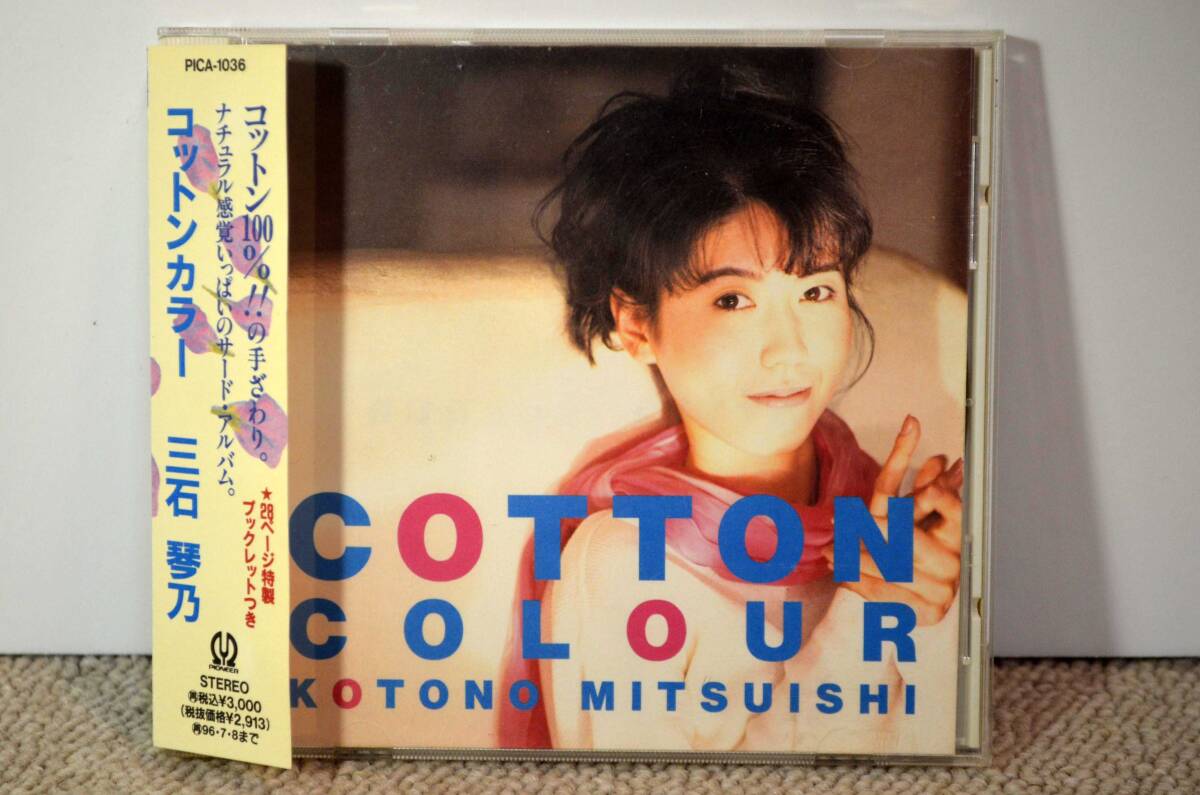 PICA-1036
コットン100%!!の手ざわり。
ナチュラル感覚いっぱいのサード・アルバム。
コットンカラー 三石 琴乃
★28ページ特製
ブックレットつき
PIONEER
STEREO
㊢税込¥3,000
(税抜価格¥2,913)
㊢96・7・8まで
COTTON
COLOUR
KOTONO MITSUISHI